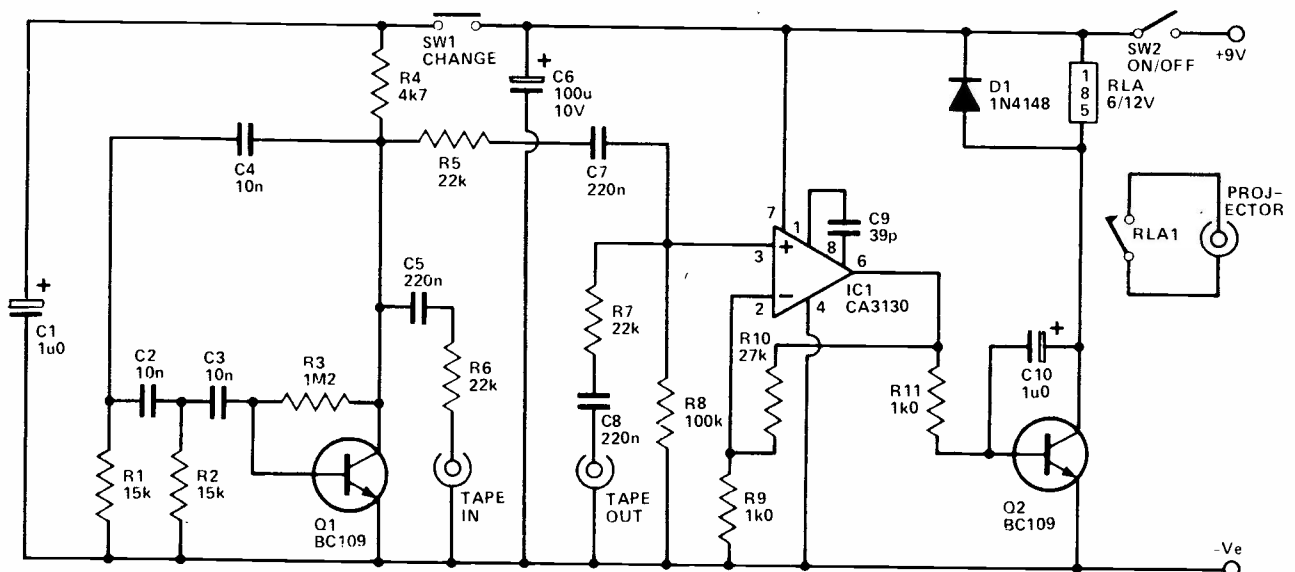 SW1
CHANGE
SW2
ON/OFF
+9V
R4
4k7
+
C6
100u
10V
D1
1N4148
1
8
5
RLA
6/12V
C4
10n
R5
22k
C7
220n
PROJ-
ECTOR
RLA1
7
1
C9
39p
8
3
+
6
2
−
4
IC1
CA3130
+
C1
1u0
C5
220n
R7
22k
R10
27k
C2
10n
C3
10n
R3
1M2
R6
22k
R8
100k
R11
1k0
+
C10
1u0
C8
220n
R1
15k
R2
15k
Q1
BC109
TAPE
IN
TAPE
OUT
R9
1k0
Q2
BC109
-Ve